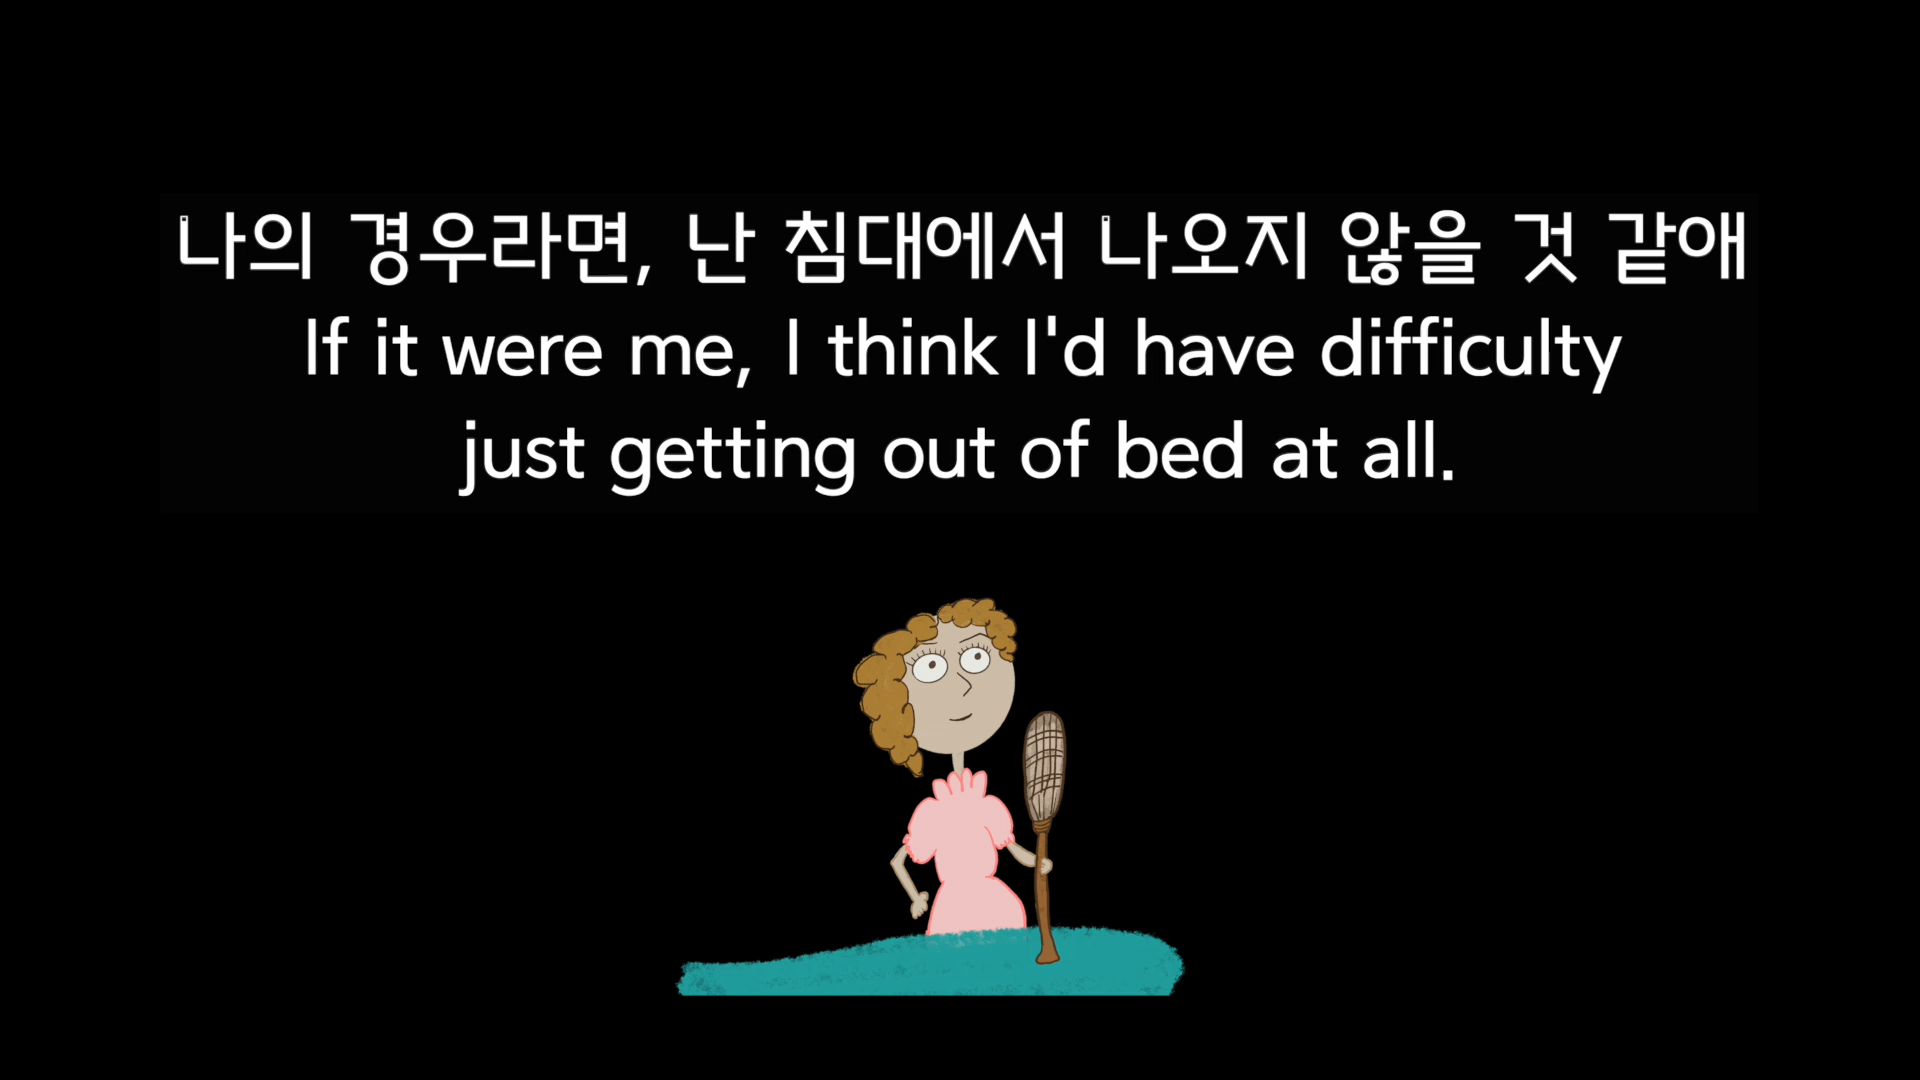 나의 경우라면, 난 침대에서 나오지 않을 것 같애
If it were me, I think I'd have difficulty
just getting out of bed at all.